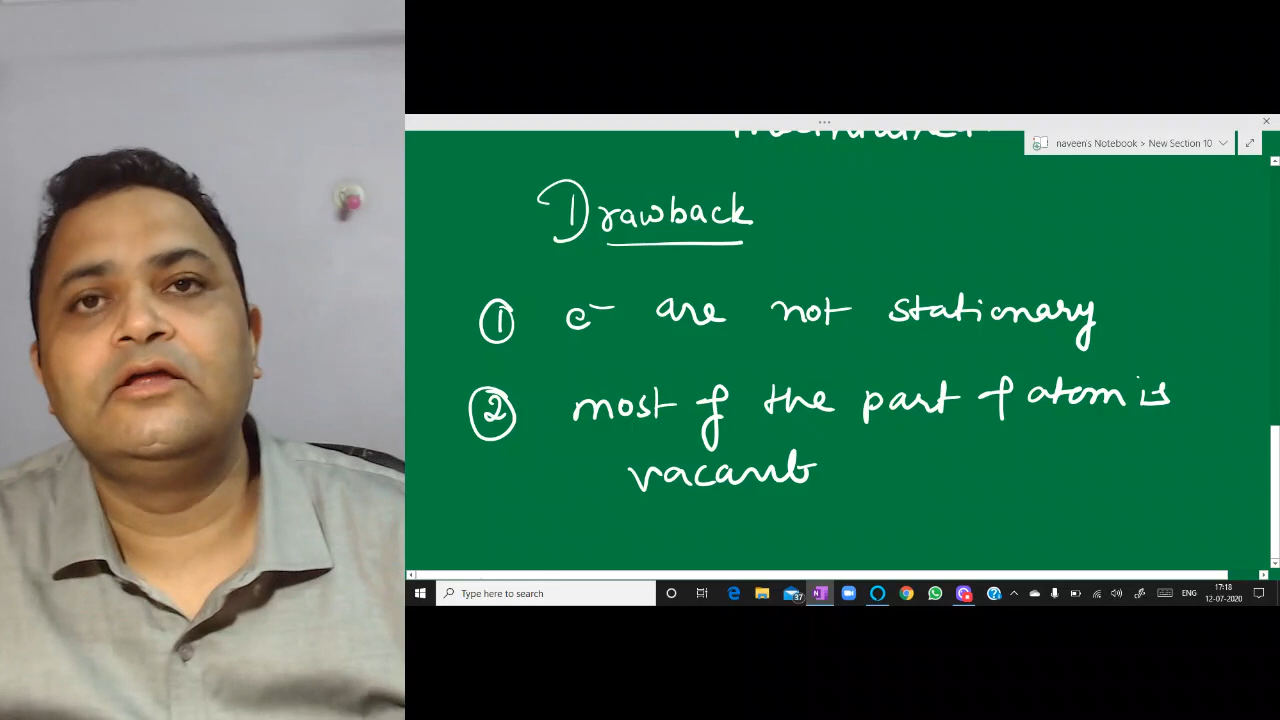 naveen's Notebook > New Section 10
Drawback
① e⁻ are not stationary
② most of the part of atom is
vacant
Type here to search
37
N
ENG
17:18
12-07-2020